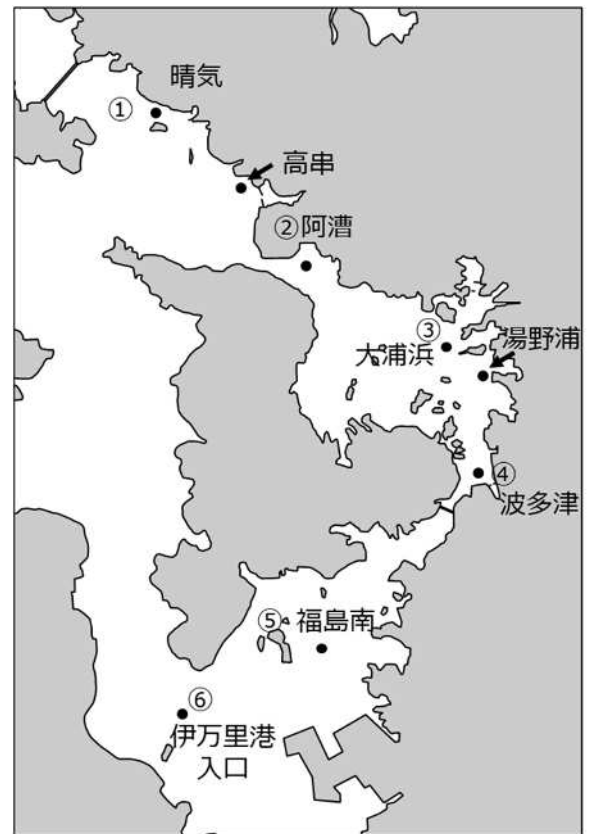 晴気
①
高串
②阿漕
③
大浦浜
湯野浦
④
波多津
⑤ 福島南
⑥
伊万里港
入口